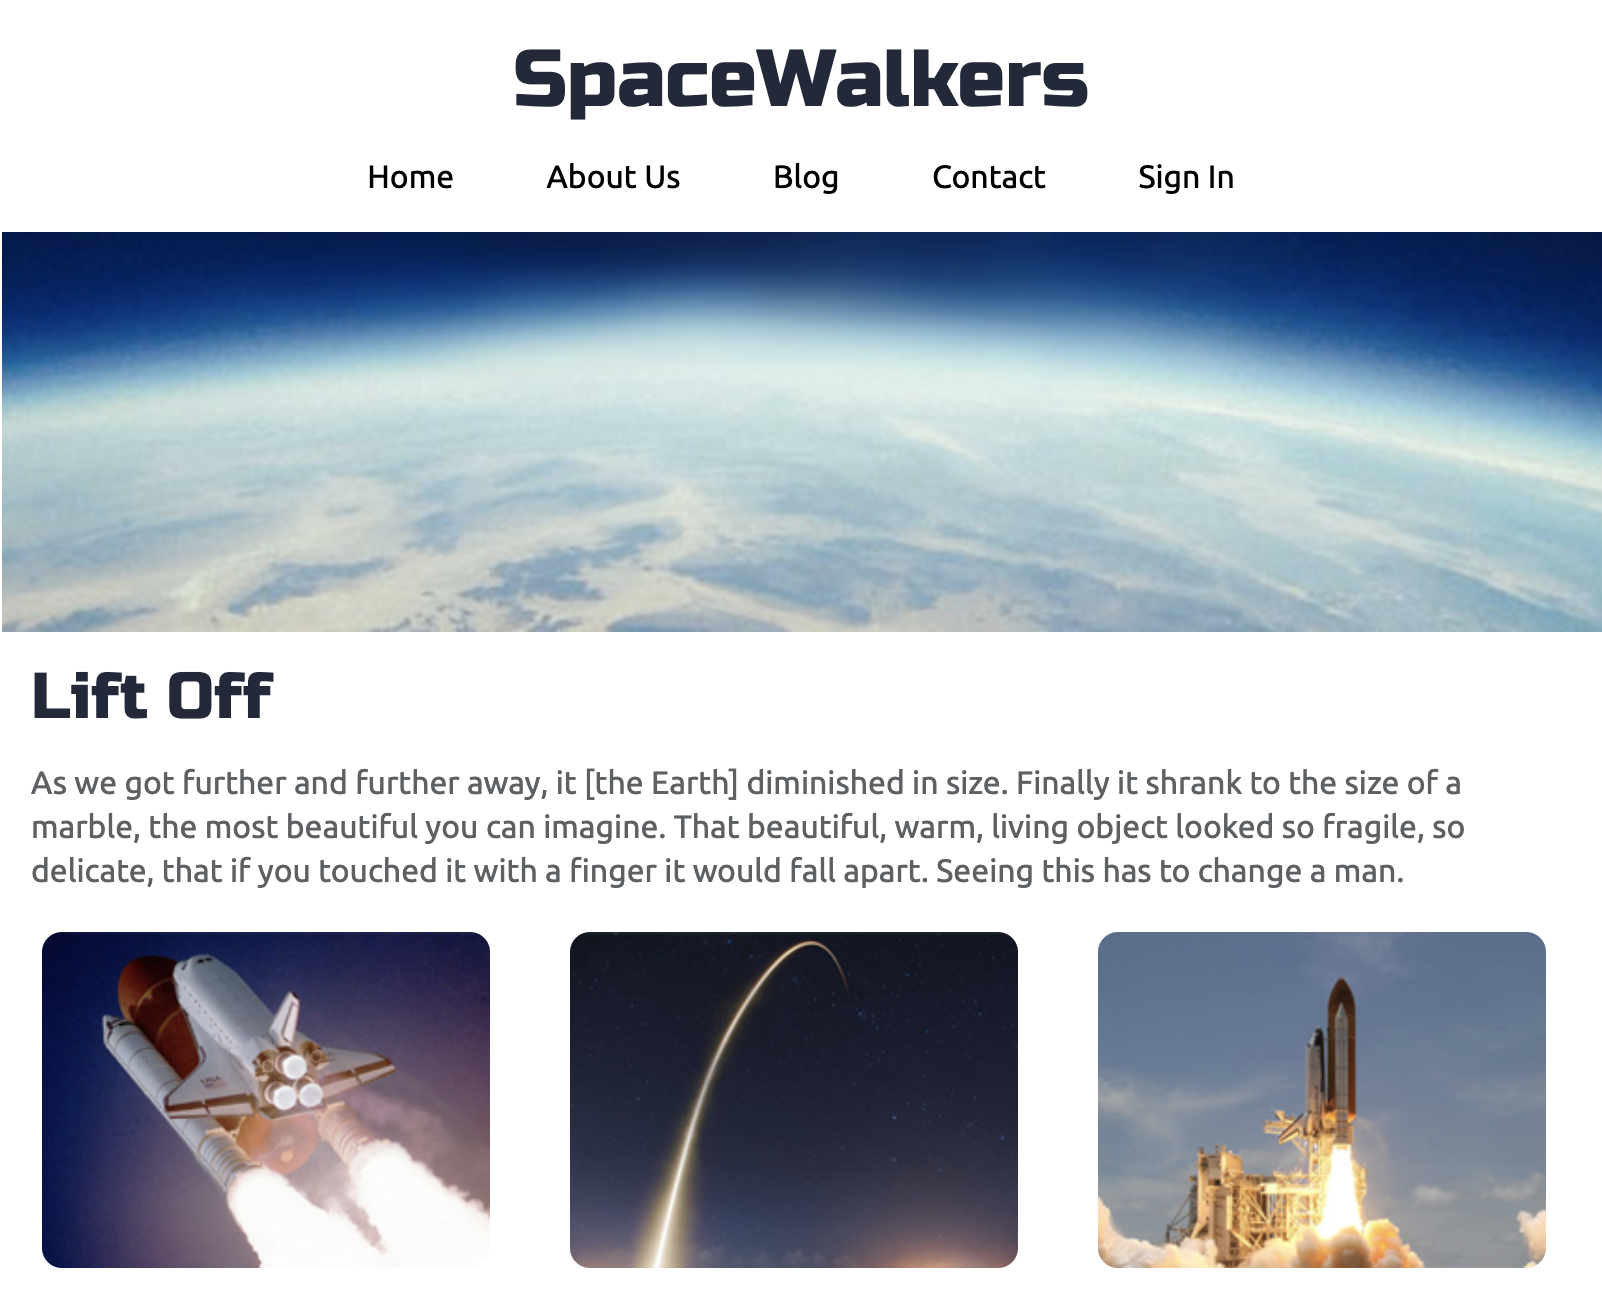 SpaceWalkers
Home About Us Blog Contact Sign In
Lift Off
As we got further and further away, it [the Earth] diminished in size. Finally it shrank to the size of a
marble, the most beautiful you can imagine. That beautiful, warm, living object looked so fragile, so
delicate, that if you touched it with a finger it would fall apart. Seeing this has to change a man.
USA